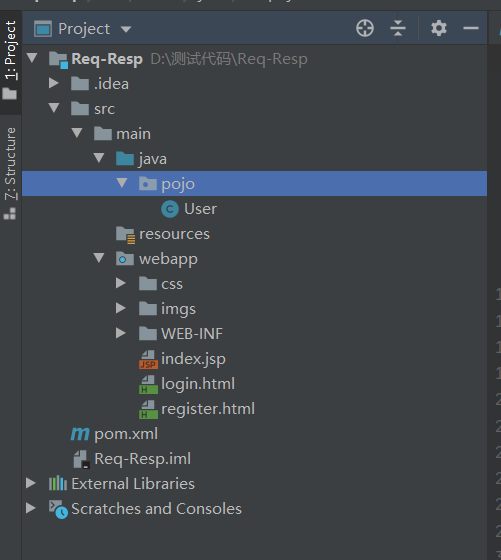 Project
1: Project
Req-Resp D:\测试代码\Req-Resp
.idea
src
main
java
pojo
C User
resources
webapp
css
imgs
WEB-INF
JSP index.jsp
H login.html
H register.html
m pom.xml
Req-Resp.iml
External Libraries
Scratches and Consoles
Z: Structure